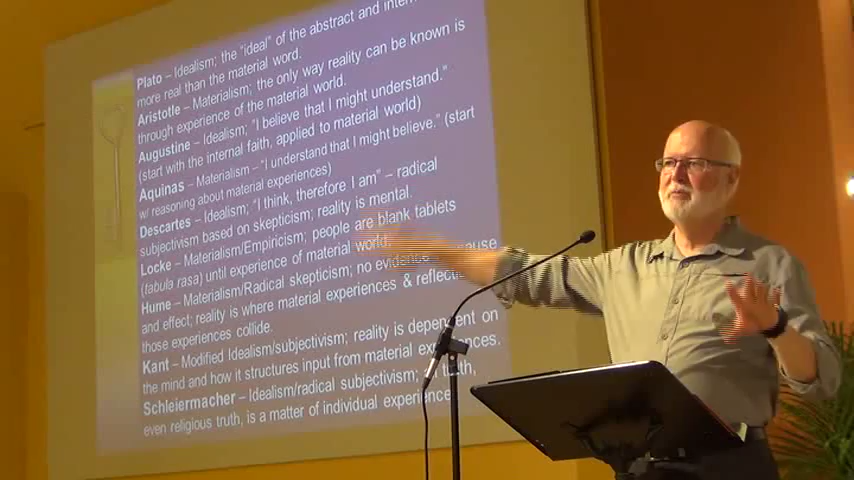 Plato – Idealism; the "ideal" of the abstract and
more real than the material word.
Aristotle – Materialism; the only way reality can be known is
through experience of the material world.
Augustine – Idealism; "I believe that I might understand."
(start with the internal faith, applied to material world)
Aquinas – Materialism – "I understand that I might believe." (start
w/ reasoning about material experiences)
Descartes – Idealism; "I think, therefore I am" – radical
subjectivism based on skepticism; reality is mental.
Locke – Materialism/Empiricism; people are blank tablets
(tabula rasa) until experience of material world.
Hume – Materialism/Radical skepticism; no evidence cause
and effect; reality is where material experiences & reflec
those experiences collide.
Kant – Modified Idealism/subjectivism; reality is dependent on
the mind and how it structures input from material experiences.
Schleiermacher – Idealism/radical subjectivism; truth,
even religious truth, is a matter of individual experience